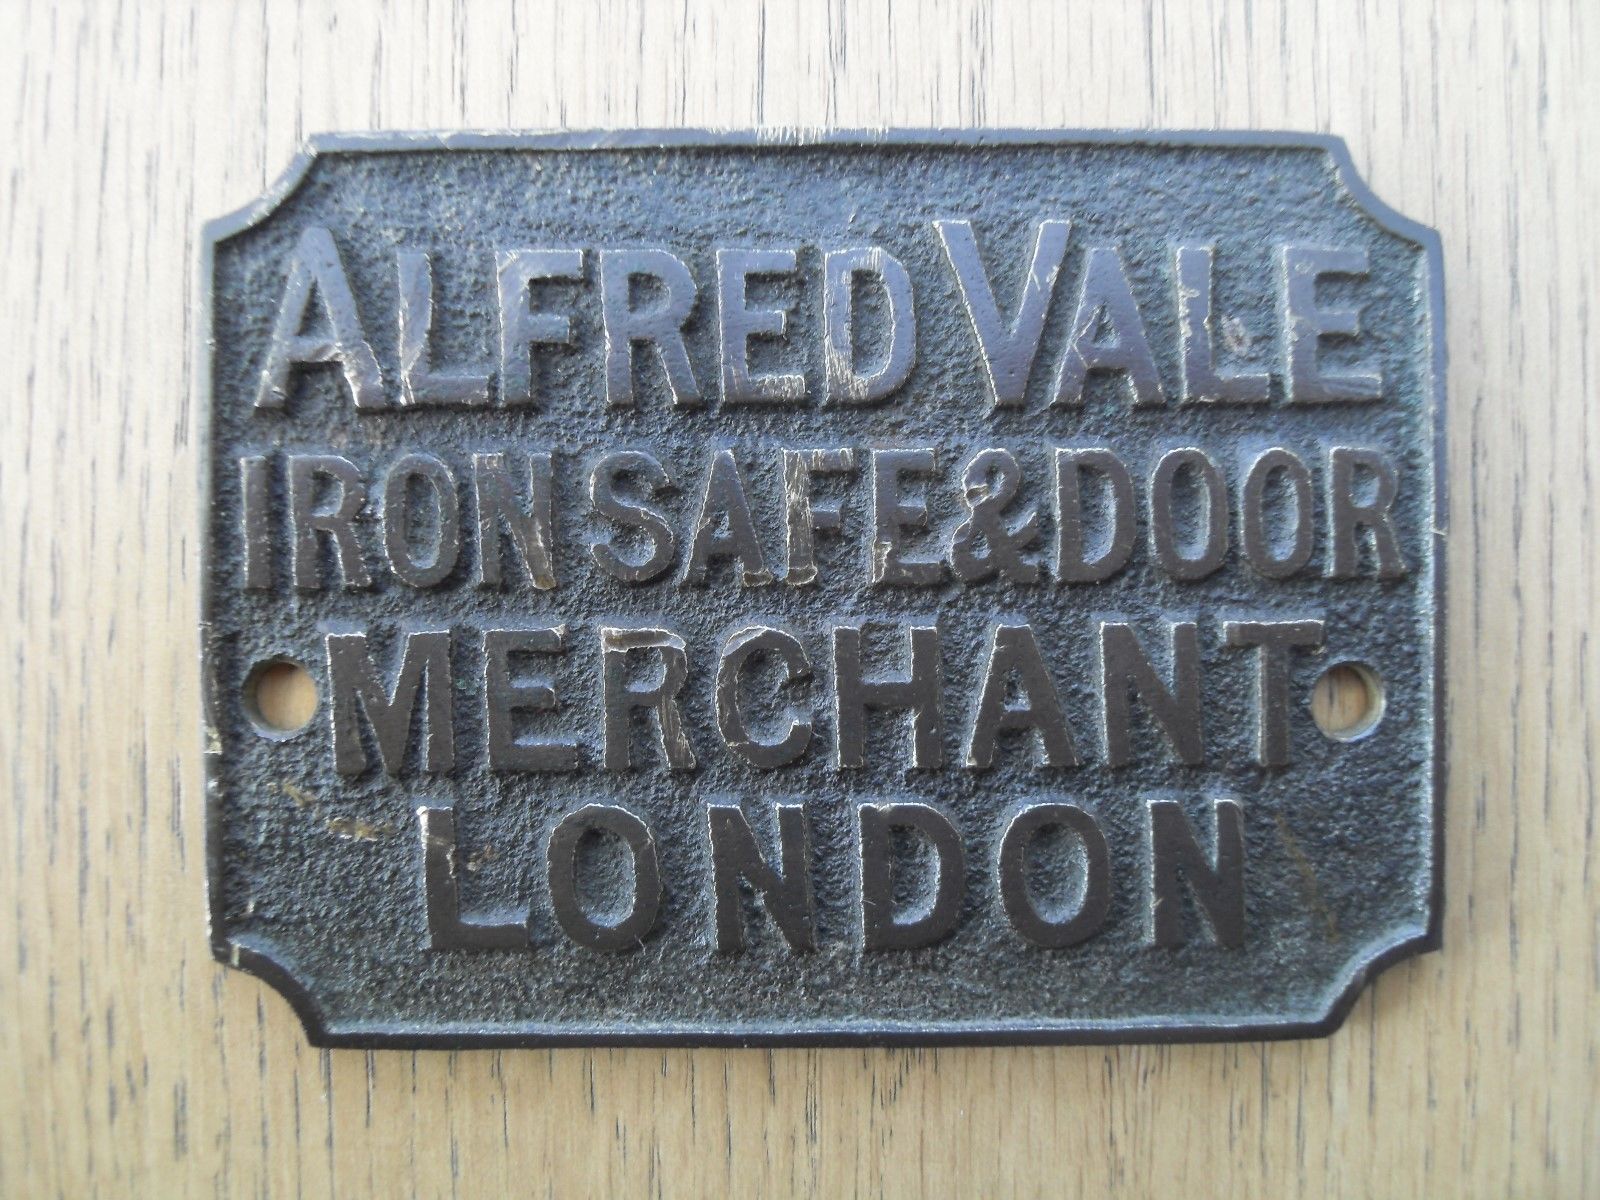 ALFRED VALE
IRON SAFE & DOOR
MERCHANT
LONDON